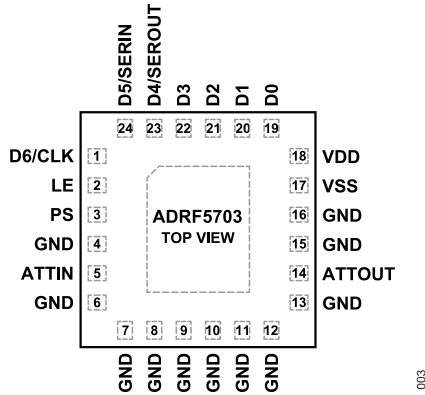 D5/SERIN
D4/SEROUT
D3
D2
D1
D0
24
23
22
21
20
19
D6/CLK 1
LE 2
PS 3
GND 4
ATTIN 5
GND 6
ADRF5703
TOP VIEW
18 VDD
17 VSS
16 GND
15 GND
14 ATTOUT
13 GND
7
8
9
10
11
12
GND
GND
GND
GND
GND
GND
003